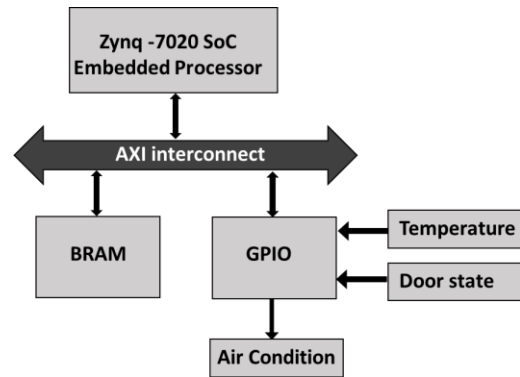 Zynq -7020 SoC
Embedded Processor
AXI interconnect
BRAM
GPIO
Temperature
Door state
Air Condition